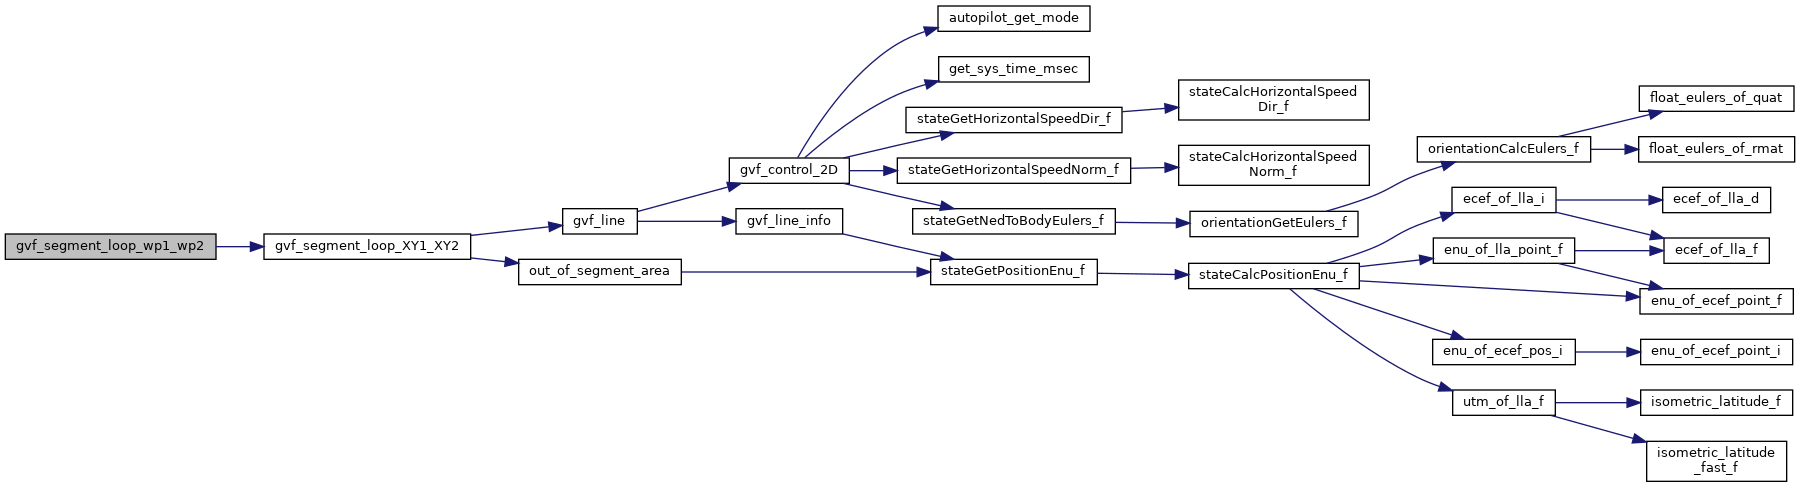 autopilot_get_mode
get_sys_time_msec
stateCalcHorizontalSpeed
Dir_f
float_eulers_of_quat
stateGetHorizontalSpeedDir_f
orientationCalcEulers_f
float_eulers_of_rmat
stateCalcHorizontalSpeed
Norm_f
gvf_control_2D
stateGetHorizontalSpeedNorm_f
ecef_of_lla_i
ecef_of_lla_d
gvf_line
gvf_line_info
stateGetNedToBodyEulers_f
orientationGetEulers_f
gvf_segment_loop_wp1_wp2
gvf_segment_loop_XY1_XY2
enu_of_lla_point_f
ecef_of_lla_f
out_of_segment_area
stateGetPositionEnu_f
stateCalcPositionEnu_f
enu_of_ecef_point_f
enu_of_ecef_pos_i
enu_of_ecef_point_i
utm_of_lla_f
isometric_latitude_f
isometric_latitude
_fast_f